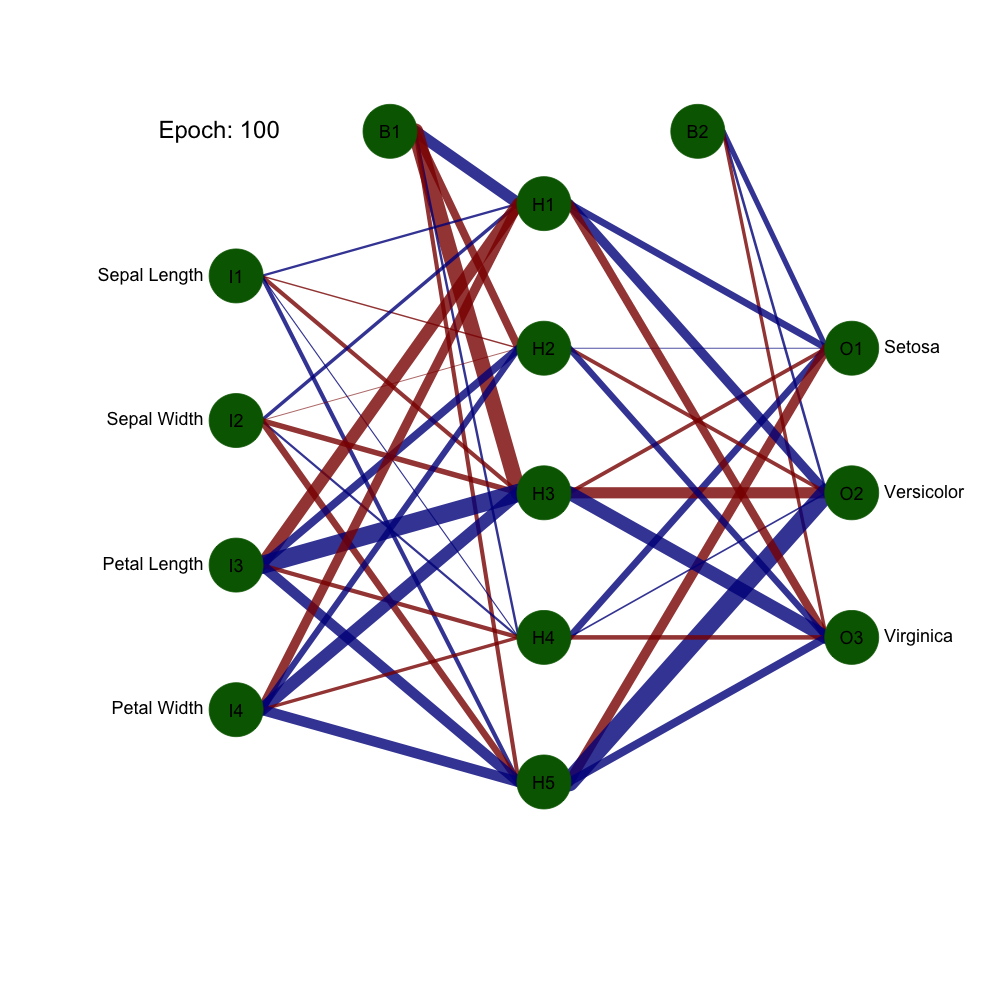 Epoch: 100
B1
B2
H1
Sepal Length
I1
H2
O1
Setosa
Sepal Width
I2
H3
O2
Versicolor
Petal Length
I3
H4
O3
Virginica
Petal Width
I4
H5